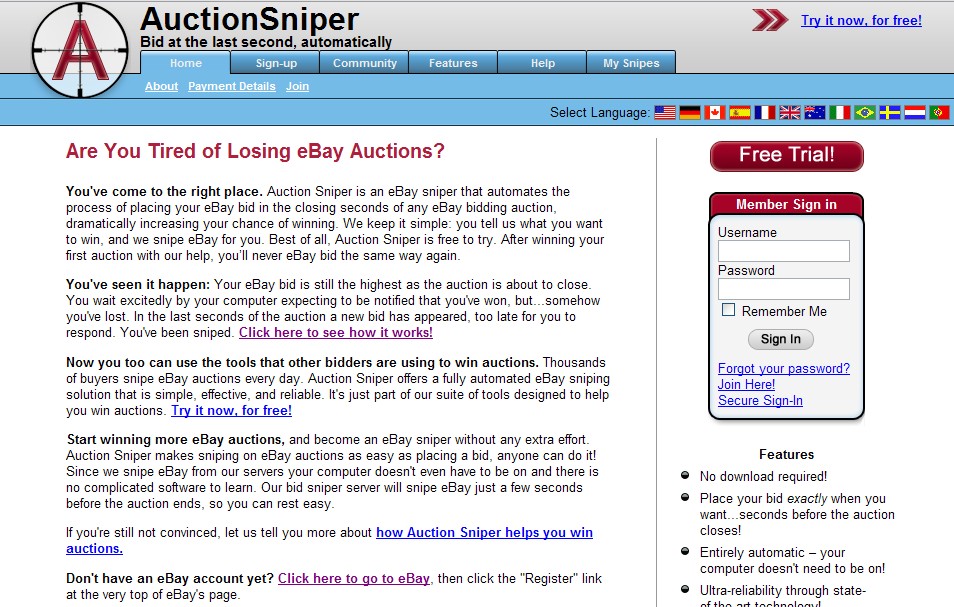 A
AuctionSniper
Bid at the last second, automatically
Try it now, for free!
Home
Sign-up
Community
Features
Help
My Snipes
About Payment Details Join
Select Language:
Are You Tired of Losing eBay Auctions?
You've come to the right place. Auction Sniper is an eBay sniper that automates the
process of placing your eBay bid in the closing seconds of any eBay bidding auction,
dramatically increasing your chance of winning. We keep it simple: you tell us what you want
to win, and we snipe eBay for you. Best of all, Auction Sniper is free to try. After winning your
first auction with our help, you'll never eBay bid the same way again.
You've seen it happen: Your eBay bid is still the highest as the auction is about to close.
You wait excitedly by your computer expecting to be notified that you've won, but...somehow
you've lost. In the last seconds of the auction a new bid has appeared, too late for you to
respond. You've been sniped. Click here to see how it works!
Now you too can use the tools that other bidders are using to win auctions. Thousands
of buyers snipe eBay auctions every day. Auction Sniper offers a fully automated eBay sniping
solution that is simple, effective, and reliable. It's just part of our suite of tools designed to help
you win auctions. Try it now, for free!
Start winning more eBay auctions, and become an eBay sniper without any extra effort.
Auction Sniper makes sniping on eBay auctions as easy as placing a bid, anyone can do it!
Since we snipe eBay from our servers your computer doesn't even have to be on and there is
no complicated software to learn. Our bid sniper server will snipe eBay just a few seconds
before the auction ends, so you can rest easy.
If you're still not convinced, let us tell you more about how Auction Sniper helps you win
auctions.
Don't have an eBay account yet? Click here to go to eBay, then click the "Register" link
at the very top of eBay's page.
Free Trial!
Member Sign in
Username
Password
Remember Me
Sign In
Forgot your password?
Join Here!
Secure Sign-In
Features
No download required!
Place your bid exactly when you
want...seconds before the auction
closes!
Entirely automatic – your
computer doesn't need to be on!
Ultra-reliability through state-
of the art technology!